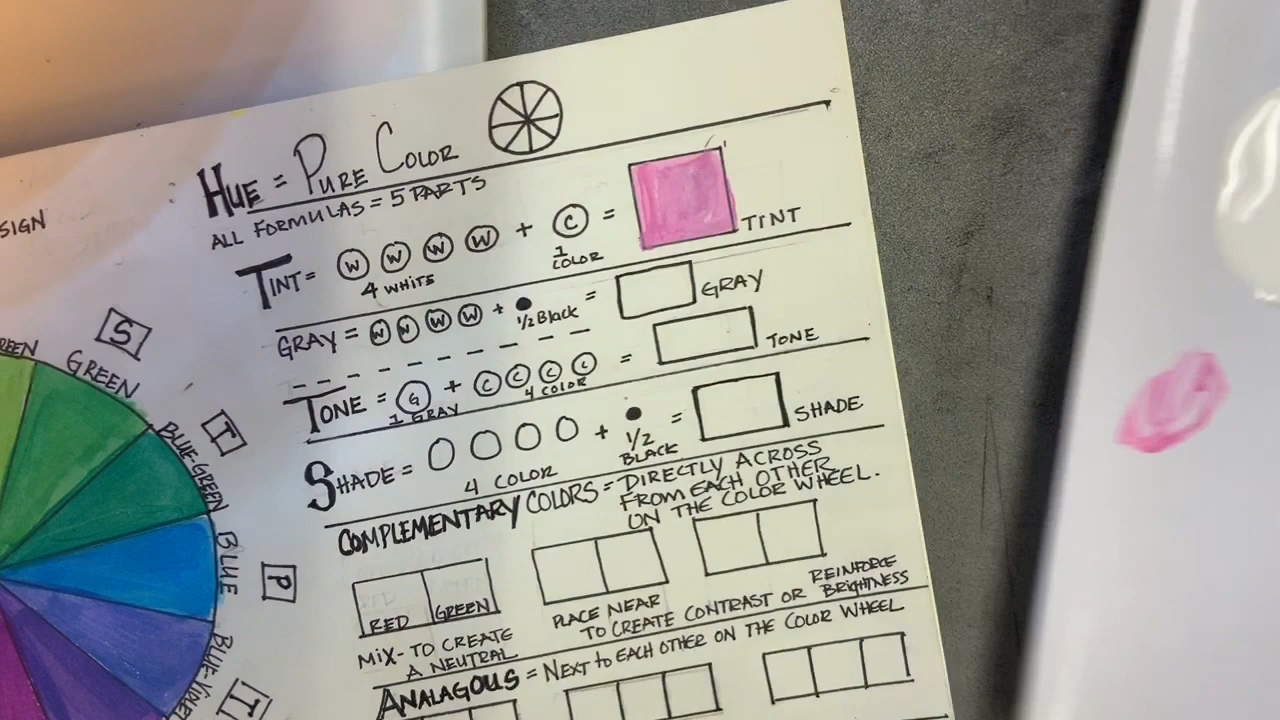 HUE = PURE COLOR
ALL FORMULAS = 5 PARTS
TINT = W W W W + C = TINT
4 WHITE
1 COLOR
GRAY = W W W W + = GRAY
1/2 Black
TONE = G + C C C C = TONE
1 GRAY
4 COLOR
SHADE = + = SHADE
4 COLOR
1/2 BLACK
COMPLEMENTARY COLORS = DIRECTLY ACROSS
FROM EACH OTHER
ON THE COLOR WHEEL.
RED GREEN
MIX - TO CREATE
A NEUTRAL
PLACE NEAR
TO CREATE CONTRAST OR REINFORCE
BRIGHTNESS
ANALAGOUS = NEXT to EACH OTHER ON THE COLOR WHEEL
SIGN
REEN
S
GREEN
T
BLUE-GREEN
BLUE
P
BLUE-VIOLET
T